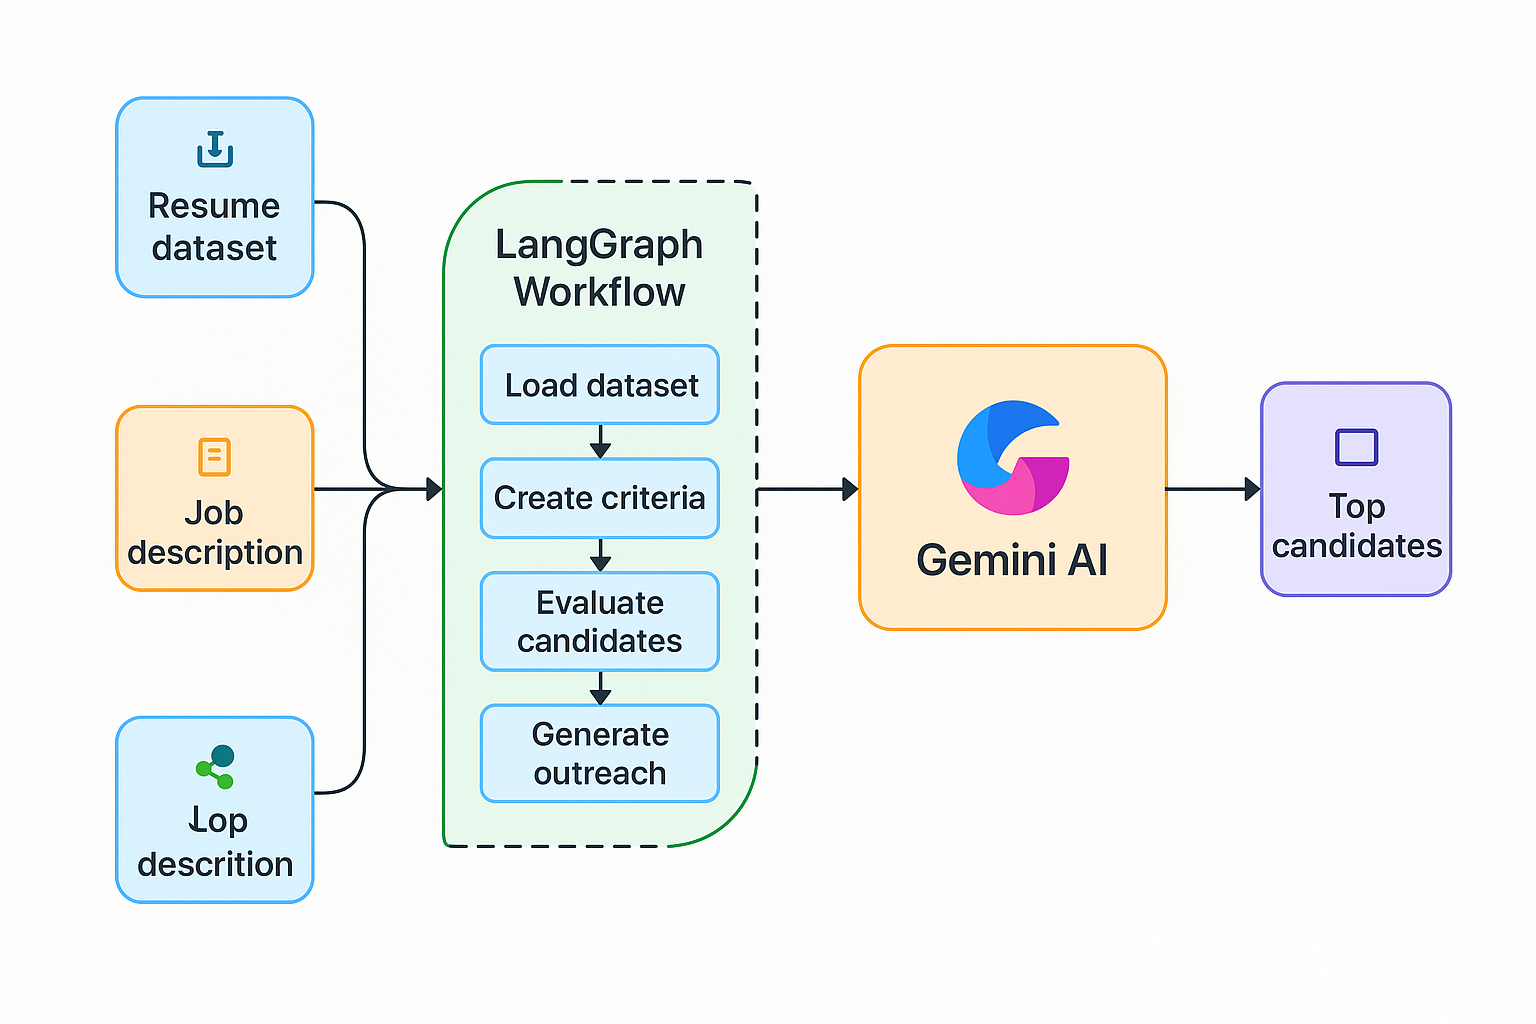 Resume
dataset
Job
description
Lop
descrition
LangGraph
Workflow
Load dataset
Create criteria
Evaluate
candidates
Generate
outreach
Gemini AI
Top
candidates